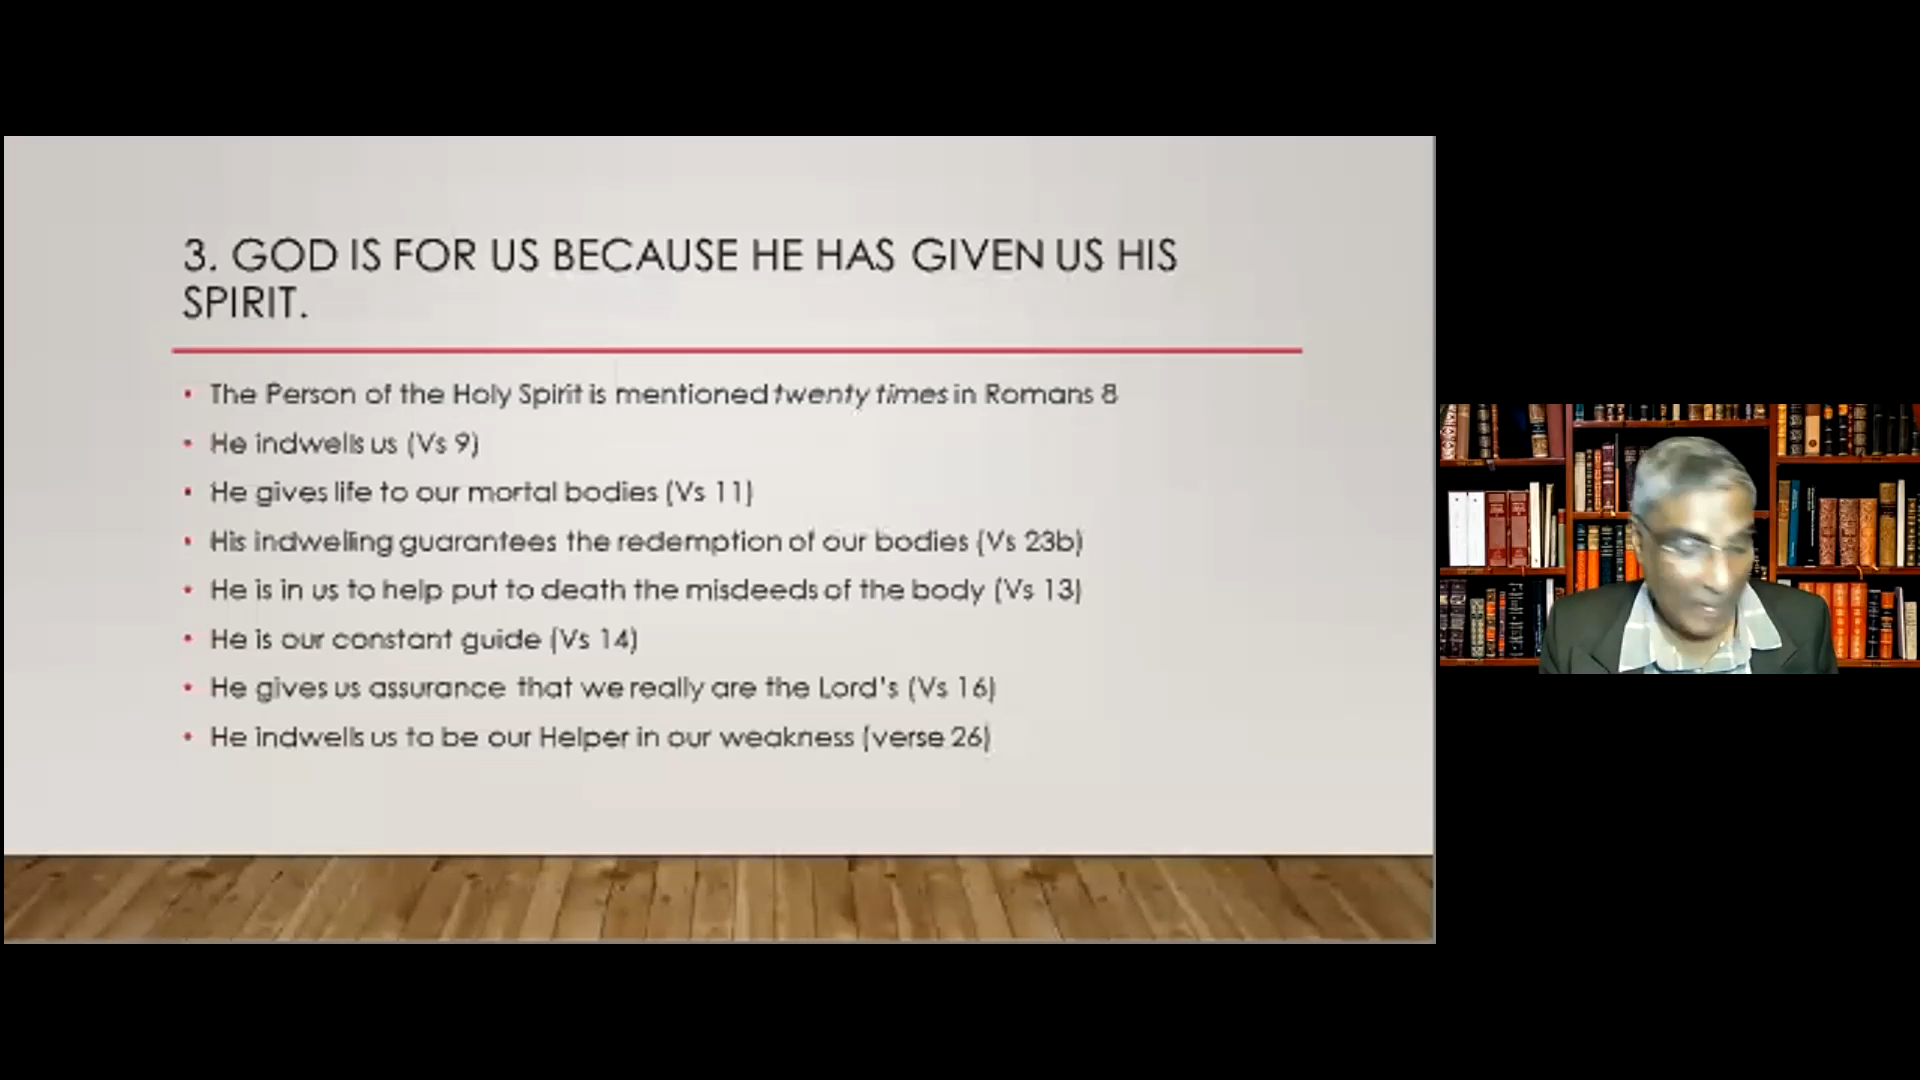 3. GOD IS FOR US BECAUSE HE HAS GIVEN US HIS
SPIRIT.
• The Person of the Holy Spirit is mentioned twenty times in Romans 8
• He indwells us (Vs 9)
• He gives life to our mortal bodies (Vs 11)
• His indwelling guarantees the redemption of our bodies (Vs 23b)
• He is in us to help put to death the misdeeds of the body (Vs 13)
• He is our constant guide (Vs 14)
• He gives us assurance that we really are the Lord's (Vs 16)
• He indwells us to be our Helper in our weakness (verse 26)